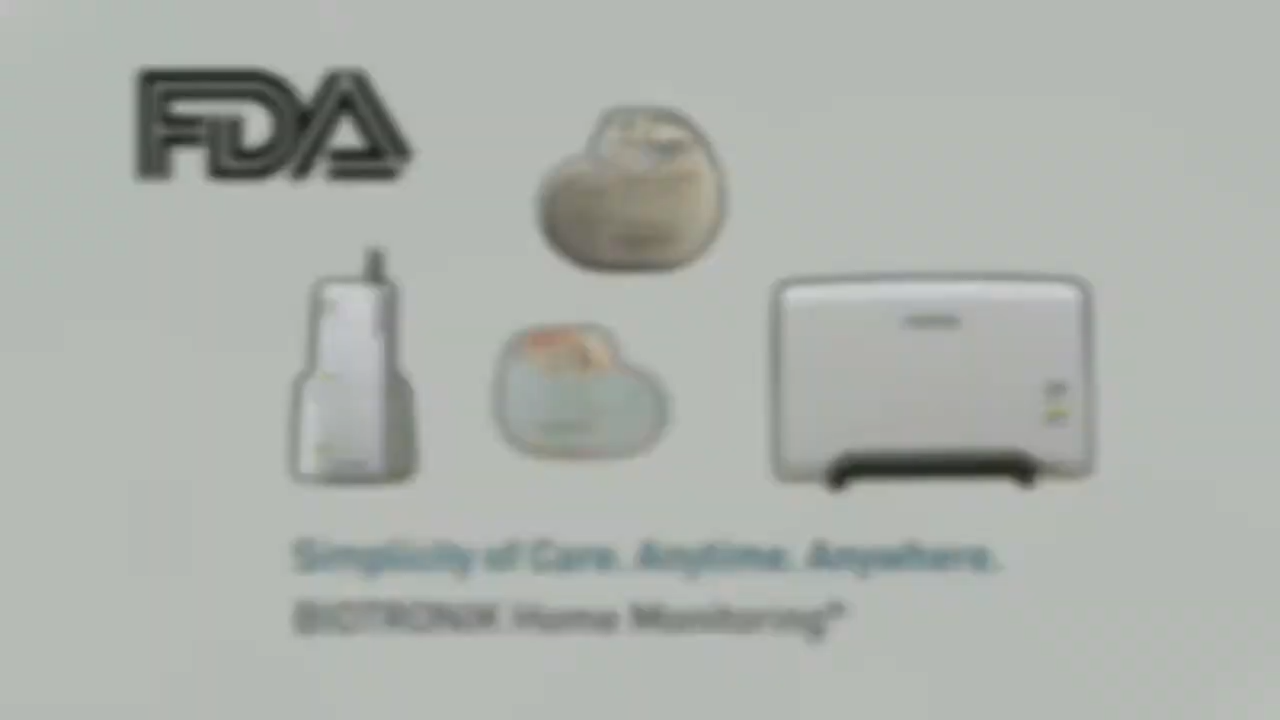 FDA
Simplicity of Care. Anytime. Anywhere.
BIOTRONIK Home Monitoring®